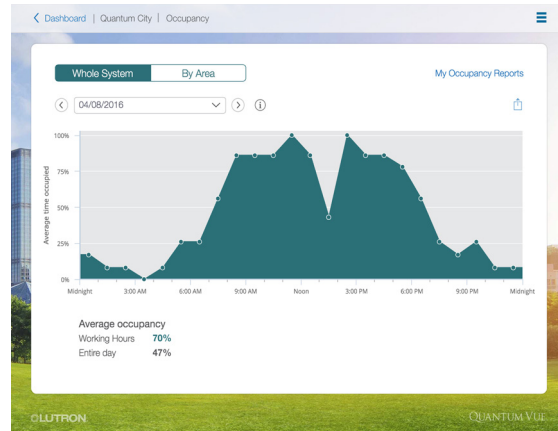 Dashboard | Quantum City | Occupancy
Whole System By Area My Occupancy Reports
04/08/2016
100%
75%
50%
25%
0%
Average time occupied
Midnight 3:00 AM 6:00 AM 9:00 AM Noon 3:00 PM 6:00 PM 9:00 PM Midnight
Average occupancy
Working Hours 70%
Entire day 47%
LUTRON QUANTUM VUE